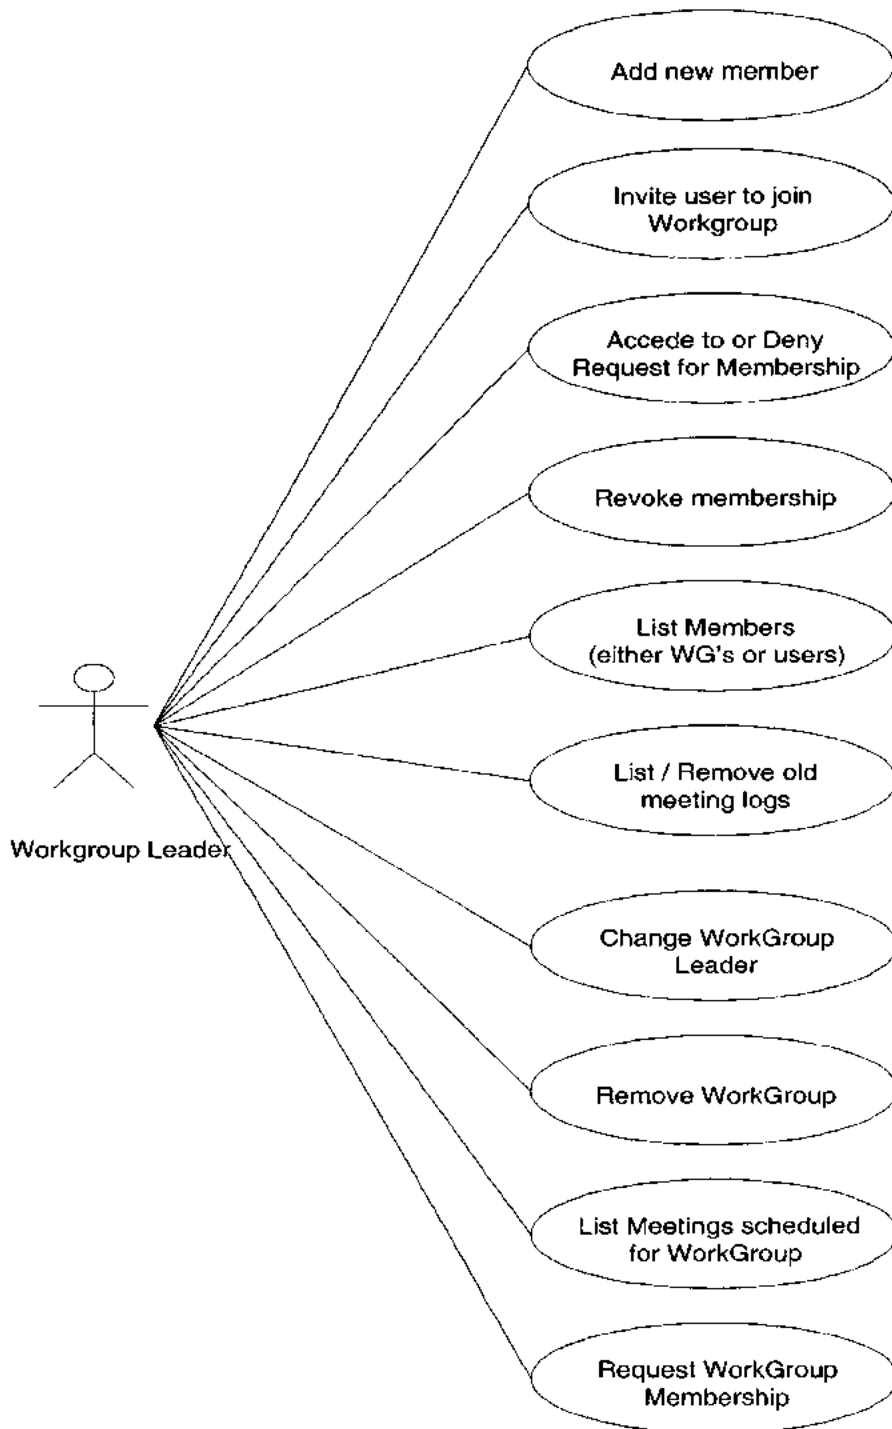 Add new member
Invite user to join
Workgroup
Accede to or Deny
Request for Membership
Revoke membership
List Members
(either WG's or users)
List / Remove old
meeting logs
Workgroup Leader
Change WorkGroup
Leader
Remove WorkGroup
List Meetings scheduled
for WorkGroup
Request WorkGroup
Membership